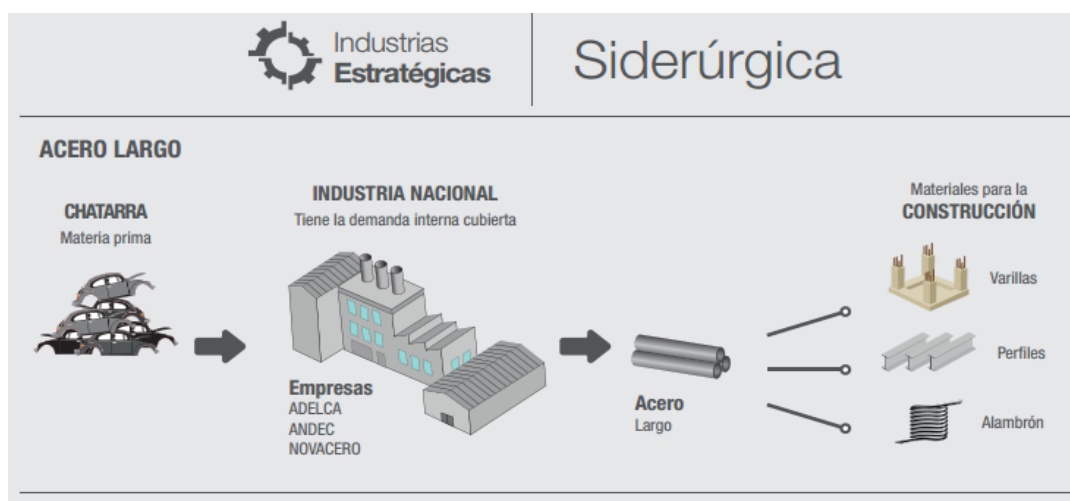 Industrias
Estratégicas
Siderúrgica
ACERO LARGO
CHATARRA
Materia prima
INDUSTRIA NACIONAL
Tiene la demanda interna cubierta
Empresas
ADELCA
ANDEC
NOVACERO
Acero
Largo
Materiales para la
CONSTRUCCIÓN
Varillas
Perfiles
Alambrón